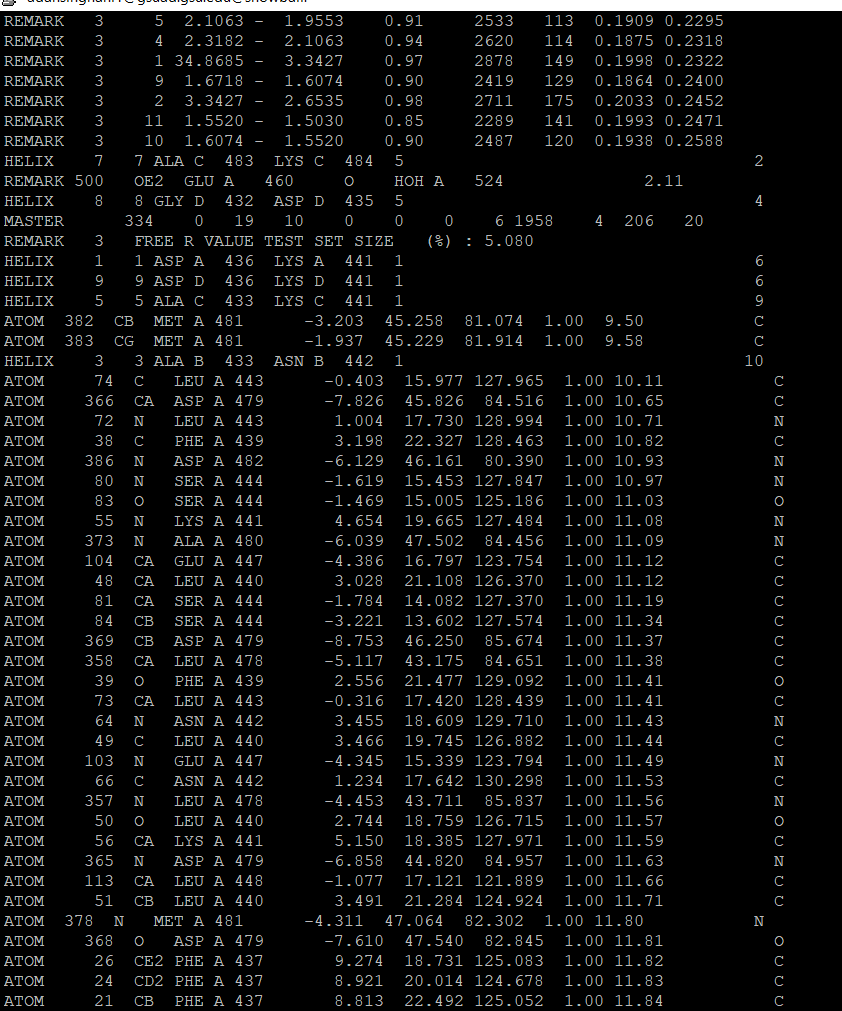 REMARK   3     5  2.1063 -  1.9553    0.91     2533   113  0.1909 0.2295
REMARK   3     4  2.3182 -  2.1063    0.94     2620   114  0.1875 0.2318
REMARK   3     1 34.8685 -  3.3427    0.97     2878   149  0.1998 0.2322
REMARK   3     9  1.6718 -  1.6074    0.90     2419   129  0.1864 0.2400
REMARK   3     2  3.3427 -  2.6535    0.98     2711   175  0.2033 0.2452
REMARK   3    11  1.5520 -  1.5030    0.85     2289   141  0.1993 0.2471
REMARK   3    10  1.6074 -  1.5520    0.90     2487   120  0.1938 0.2588
HELIX    7   7 ALA C  483  LYS C  484  5                                   2
REMARK 500   OE2  GLU A   460     O    HOH A   524              2.11
HELIX    8   8 GLY D  432  ASP D  435  5                                   4
MASTER      334    0   19   10    0    0    0    6 1958    4  206   20
REMARK   3   FREE R VALUE TEST SET SIZE   (%) : 5.080
HELIX    1   1 ASP A  436  LYS A  441  1                                   6
HELIX    9   9 ASP D  436  LYS D  441  1                                   6
HELIX    5   5 ALA C  433  LYS C  441  1                                   9
ATOM  382  CB  MET A 481      -3.203  45.258  81.074  1.00  9.50           C
ATOM  383  CG  MET A 481      -1.937  45.229  81.914  1.00  9.58           C
HELIX    3   3 ALA B  433  ASN B  442  1                                  10
ATOM     74  C   LEU A 443      -0.403  15.977 127.965  1.00 10.11           C
ATOM    366  CA  ASP A 479      -7.826  45.826  84.516  1.00 10.65           C
ATOM     72  N   LEU A 443       1.004  17.730 128.994  1.00 10.71           N
ATOM     38  C   PHE A 439       3.198  22.327 128.463  1.00 10.82           C
ATOM    386  N   ASP A 482      -6.129  46.161  80.390  1.00 10.93           N
ATOM     80  N   SER A 444      -1.619  15.453 127.847  1.00 10.97           N
ATOM     83  O   SER A 444      -1.469  15.005 125.186  1.00 11.03           O
ATOM     55  N   LYS A 441       4.654  19.665 127.484  1.00 11.08           N
ATOM    373  N   ALA A 480      -6.039  47.502  84.456  1.00 11.09           N
ATOM    104  CA  GLU A 447      -4.386  16.797 123.754  1.00 11.12           C
ATOM     48  CA  LEU A 440       3.028  21.108 126.370  1.00 11.12           C
ATOM     81  CA  SER A 444      -1.784  14.082 127.370  1.00 11.19           C
ATOM     84  CB  SER A 444      -3.221  13.602 127.574  1.00 11.34           C
ATOM    369  CB  ASP A 479      -8.753  46.250  85.674  1.00 11.37           C
ATOM    358  CA  LEU A 478      -5.117  43.175  84.651  1.00 11.38           C
ATOM     39  O   PHE A 439       2.556  21.477 129.092  1.00 11.41           O
ATOM     73  CA  LEU A 443      -0.316  17.420 128.439  1.00 11.41           C
ATOM     64  N   ASN A 442       3.455  18.609 129.710  1.00 11.43           N
ATOM     49  C   LEU A 440       3.466  19.745 126.882  1.00 11.44           C
ATOM    103  N   GLU A 447      -4.345  15.339 123.794  1.00 11.49           N
ATOM     66  C   ASN A 442       1.234  17.642 130.298  1.00 11.53           C
ATOM    357  N   LEU A 478      -4.453  43.711  85.837  1.00 11.56           N
ATOM     50  O   LEU A 440       2.744  18.759 126.715  1.00 11.57           O
ATOM     56  CA  LYS A 441       5.150  18.385 127.971  1.00 11.59           C
ATOM    365  N   ASP A 479      -6.858  44.820  84.957  1.00 11.63           N
ATOM    113  CA  LEU A 448      -1.077  17.121 121.889  1.00 11.66           C
ATOM     51  CB  LEU A 440       3.491  21.284 124.924  1.00 11.71           C
ATOM  378  N   MET A 481      -4.311  47.064  82.302  1.00 11.80           N
ATOM    368  O   ASP A 479      -7.610  47.540  82.845  1.00 11.81           O
ATOM     26  CE2 PHE A 437       9.274  18.731 125.083  1.00 11.82           C
ATOM     24  CD2 PHE A 437       8.921  20.014 124.678  1.00 11.83           C
ATOM     21  CB  PHE A 437       8.813  22.492 125.052  1.00 11.84           C